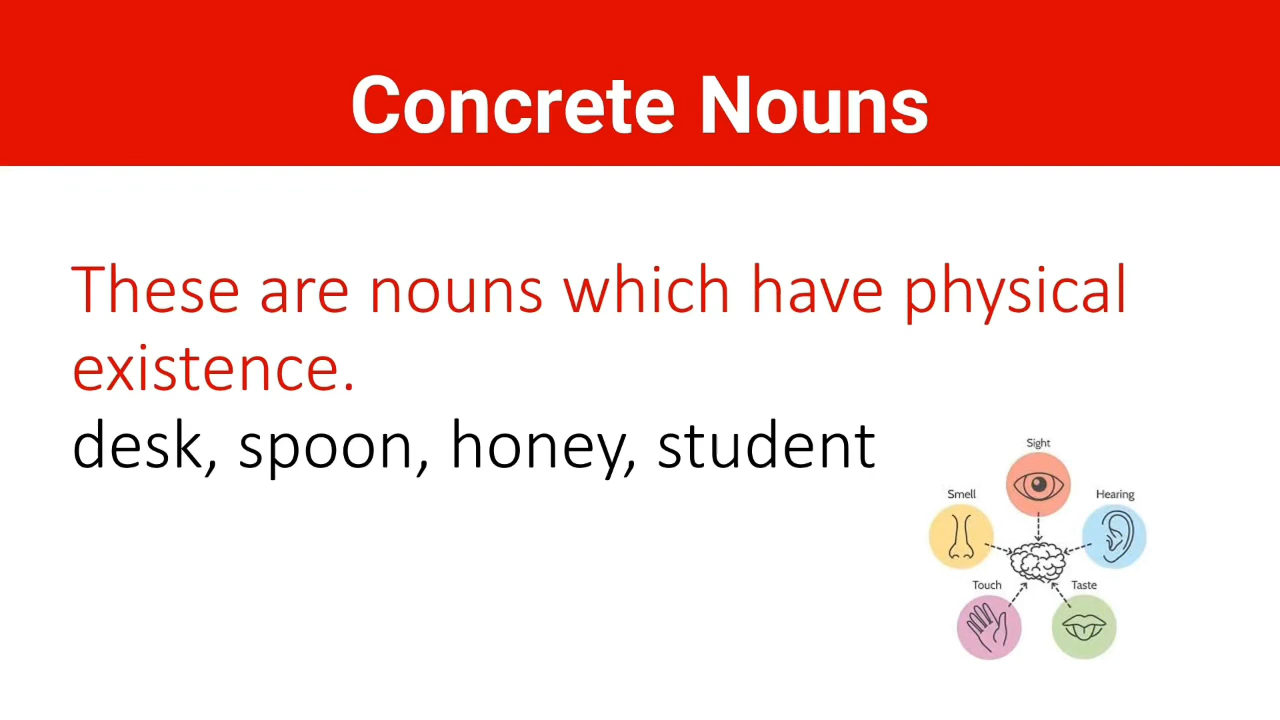 Concrete Nouns
These are nouns which have physical
existence.
desk, spoon, honey, student
Sight
Smell
Hearing
Touch
Taste